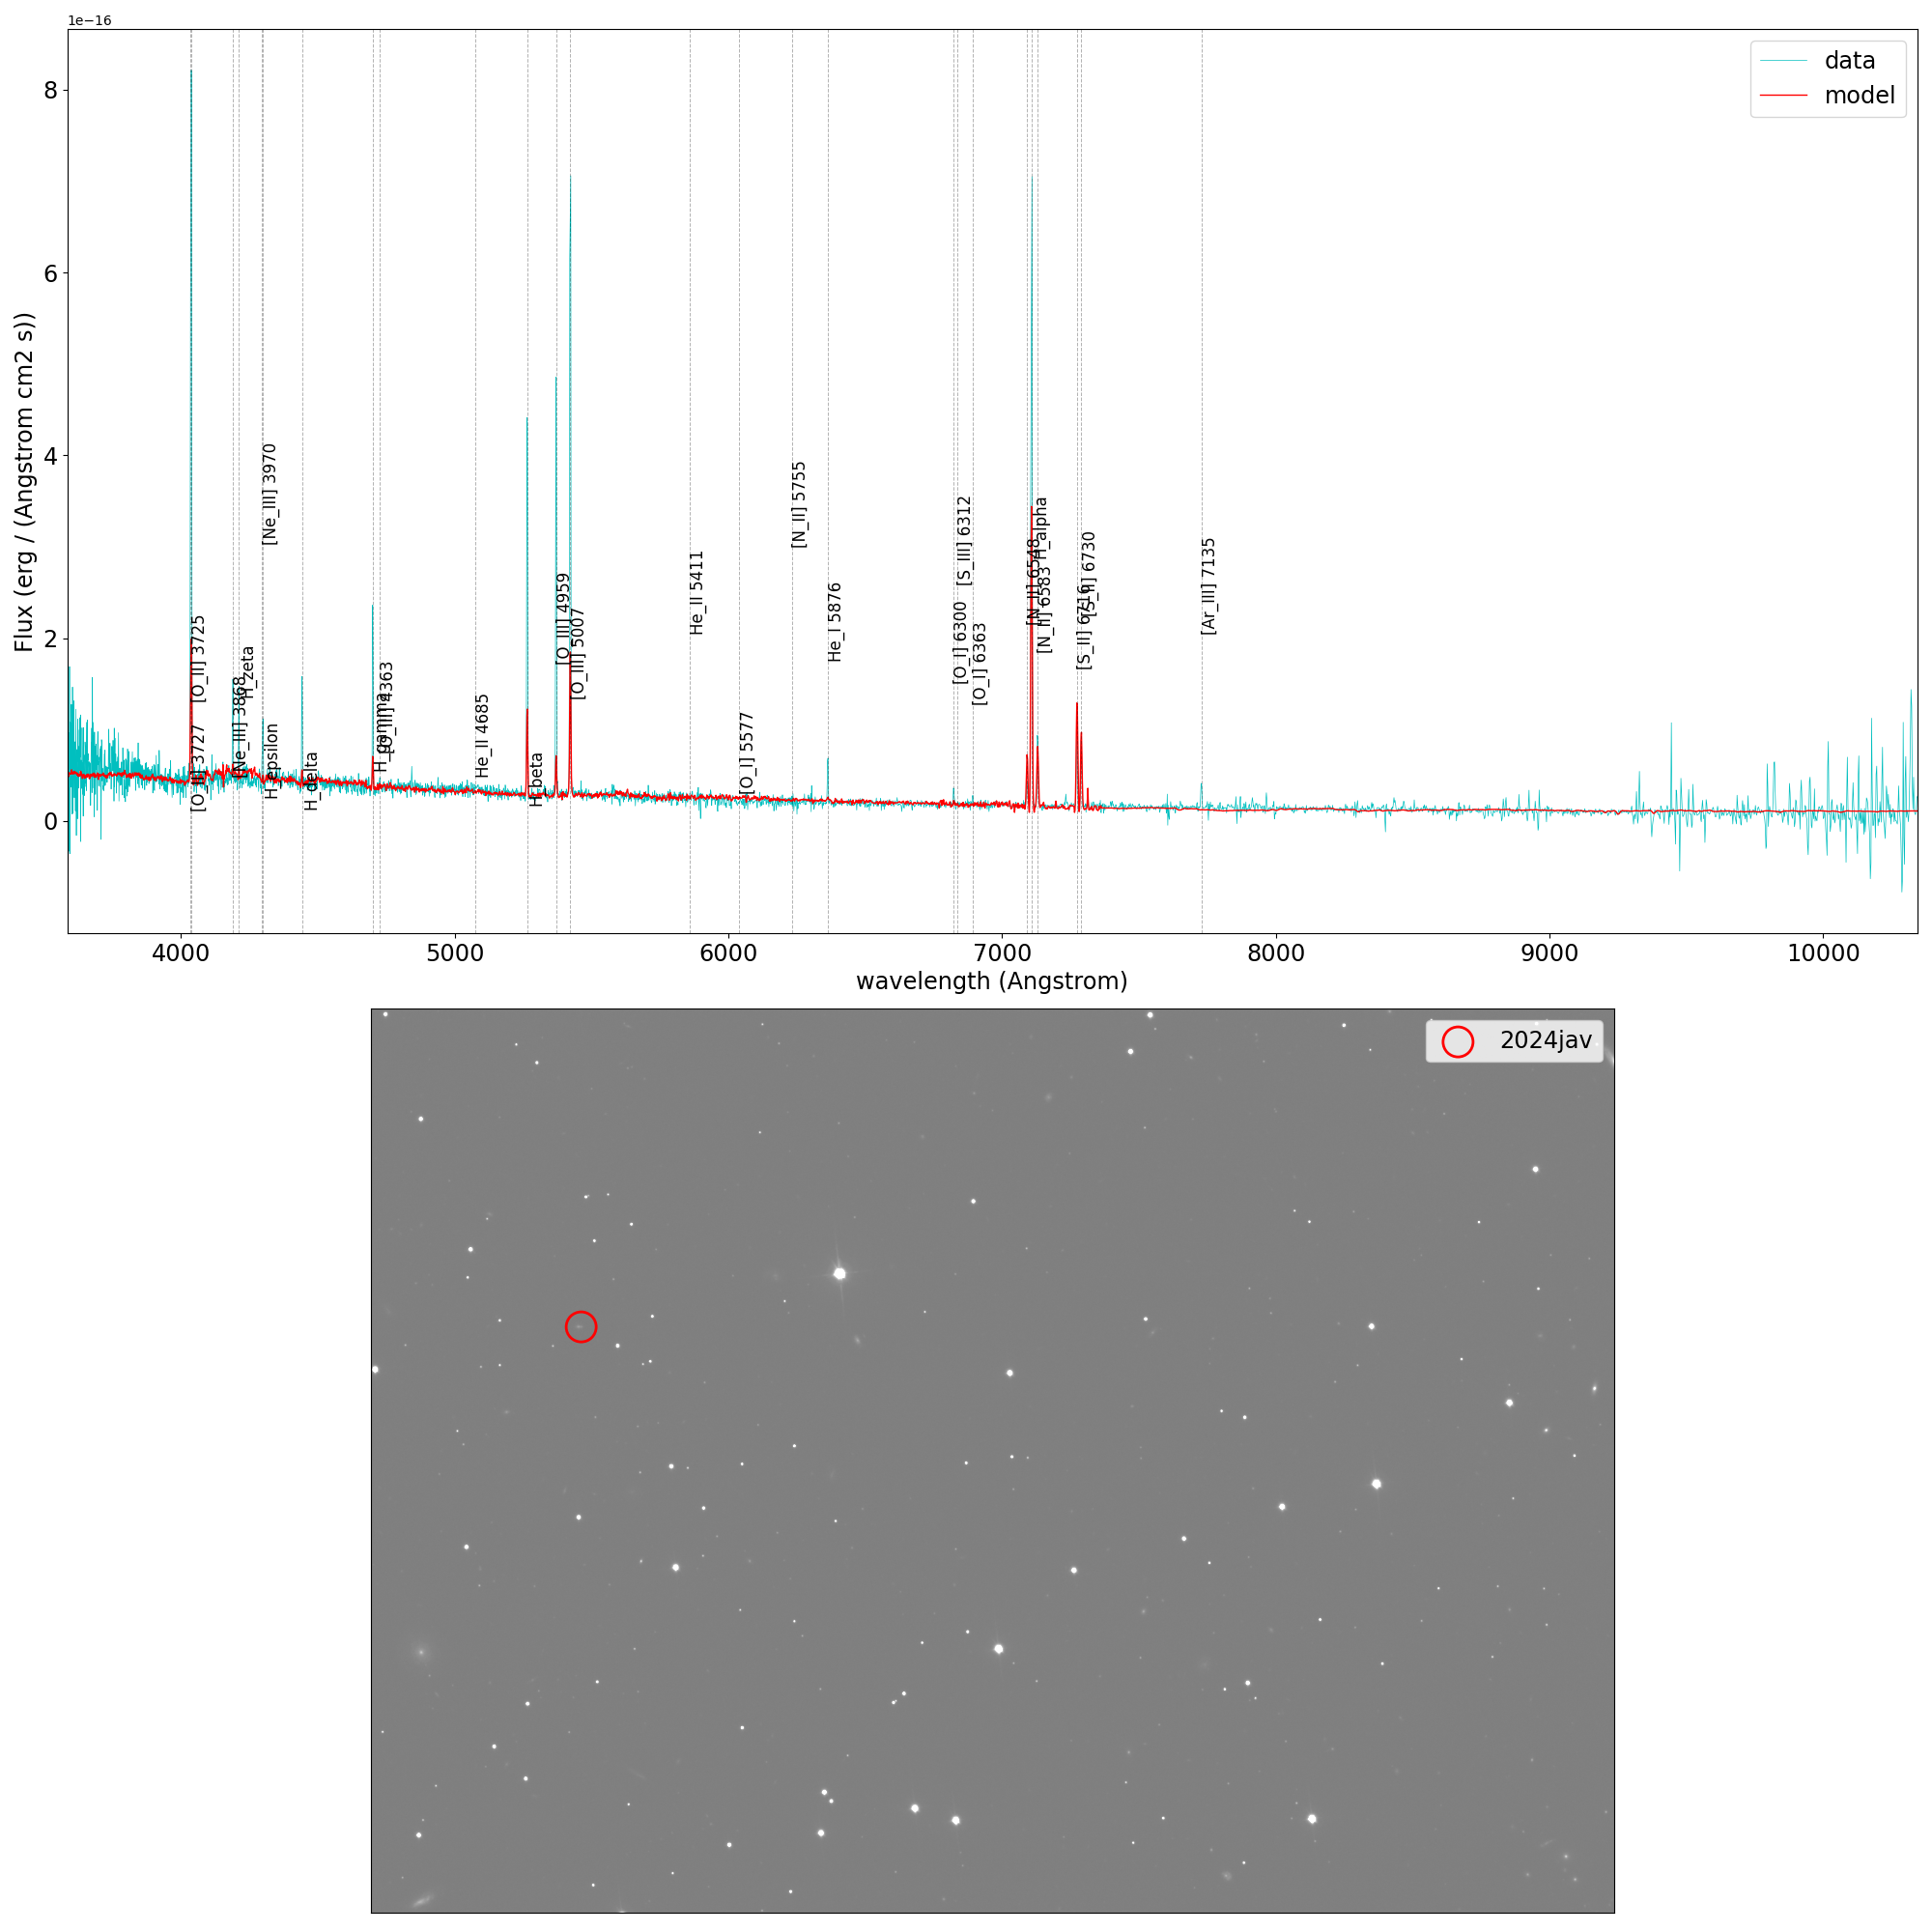 1e−16
data
model
Flux (erg / (Angstrom cm2 s))
8
6
4
2
0
[O_II] 3725
[O_II] 3727
[Ne_III] 3868
H_zeta
[Ne_III] 3970
H_epsilon
H_delta
H_gamma
[O_III] 4363
He_II 4685
H_beta
[O_III] 4959
[O_III] 5007
He_II 5411
[O_I] 5577
[N_II] 5755
He_I 5876
[O_I] 6300
[S_III] 6312
[O_I] 6363
[N_II] 6548
H_alpha
[N_II] 6583
[S_II] 6716
[S_II] 6730
[Ar_III] 7135
4000
5000
6000
7000
8000
9000
10000
wavelength (Angstrom)
2024jav